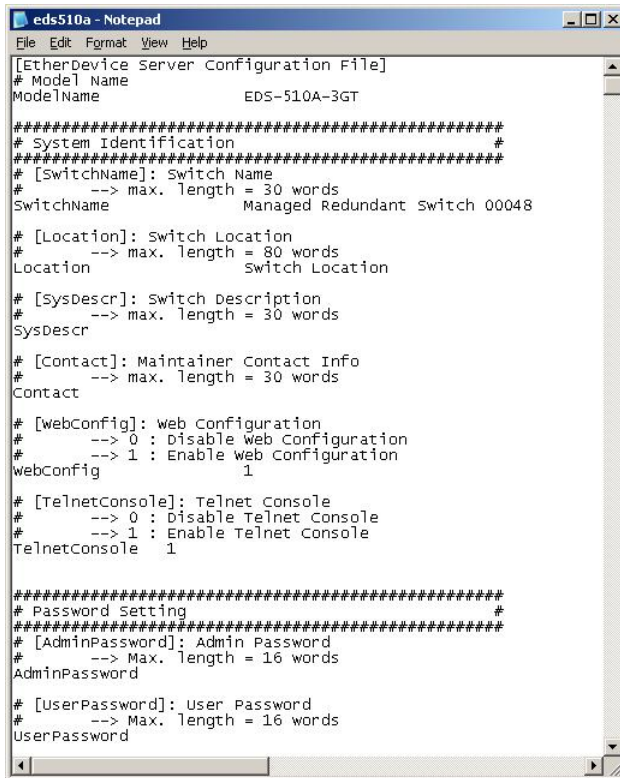 eds510a - Notepad
File Edit Format View Help
[EtherDevice Server Configuration File]
# Model Name
ModelName EDS-510A-3GT
###################################################
# System Identification #
###################################################
# [SwitchName]: Switch Name
# --> max. length = 30 words
SwitchName Managed Redundant Switch 00048
# [Location]: Switch Location
# --> max. length = 80 words
Location Switch Location
# [SysDescr]: Switch Description
# --> max. length = 30 words
SysDescr
# [Contact]: Maintainer Contact Info
# --> max. length = 30 words
Contact
# [WebConfig]: Web Configuration
# --> 0 : Disable Web Configuration
# --> 1 : Enable Web Configuration
WebConfig 1
# [TelnetConsole]: Telnet Console
# --> 0 : Disable Telnet Console
# --> 1 : Enable Telnet Console
TelnetConsole 1
###################################################
# Password Setting #
###################################################
# [AdminPassword]: Admin Password
# --> Max. length = 16 words
AdminPassword
# [UserPassword]: User Password
# --> Max. length = 16 words
UserPassword